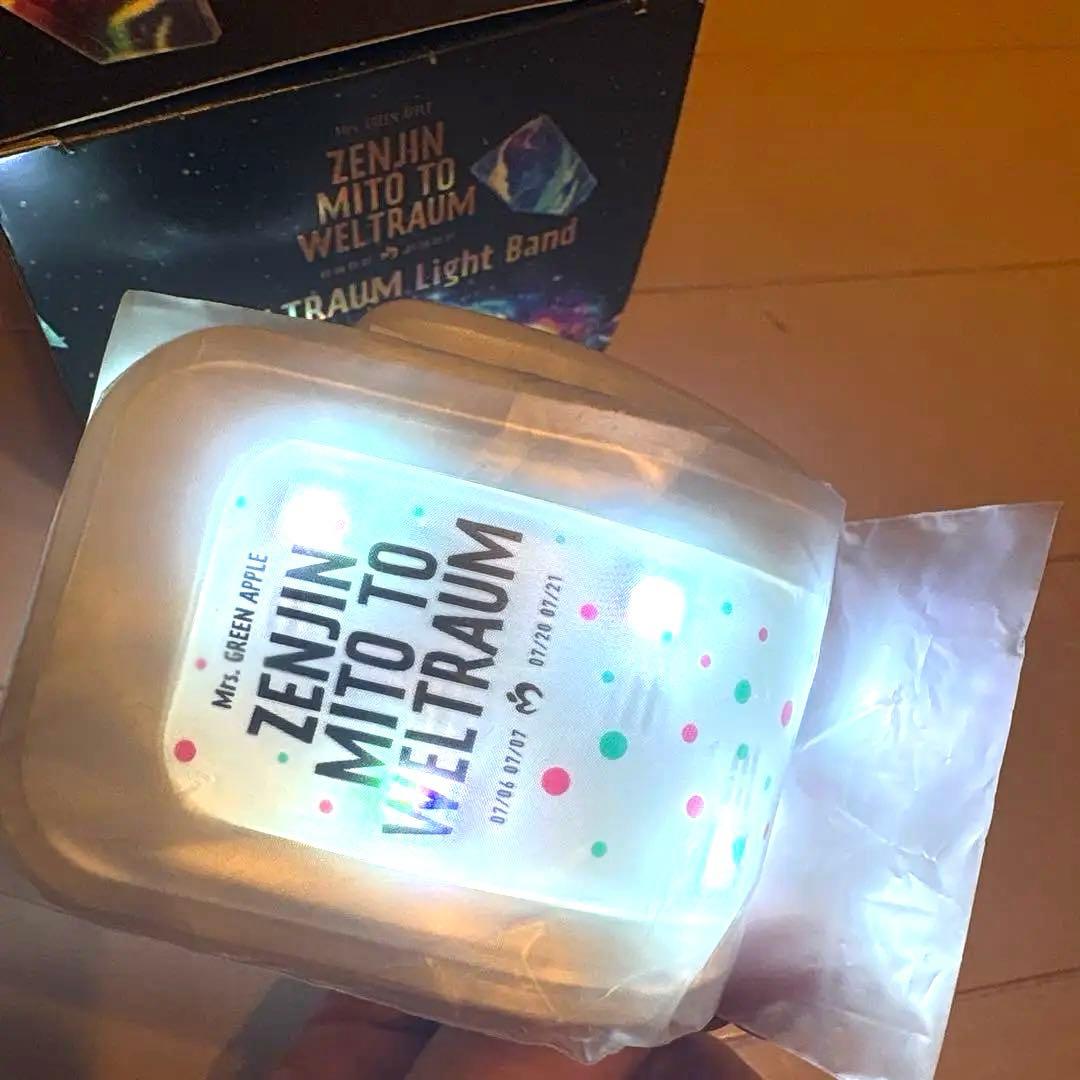 Mrs. GREEN APPLE
ZENJIN
MITO TO
WELTRAUM
TRAUM Light Band
Mrs. GREEN APPLE
ZENJIN
MITO TO
WELTRAUM
07/06 07/07 07/20 07/21